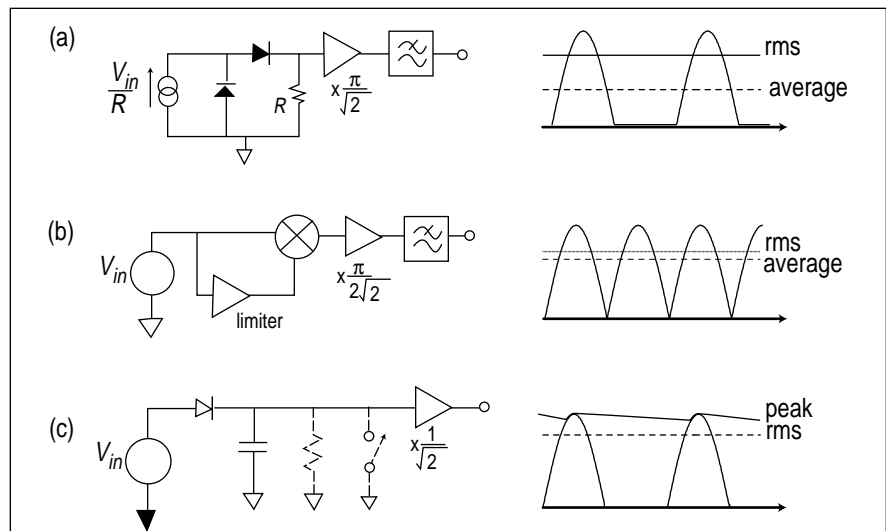 (a)
V_in
R
R
x π
√2
rms
average
(b)
V_in
limiter
x π
2√2
rms
average
(c)
V_in
x 1
√2
peak
rms